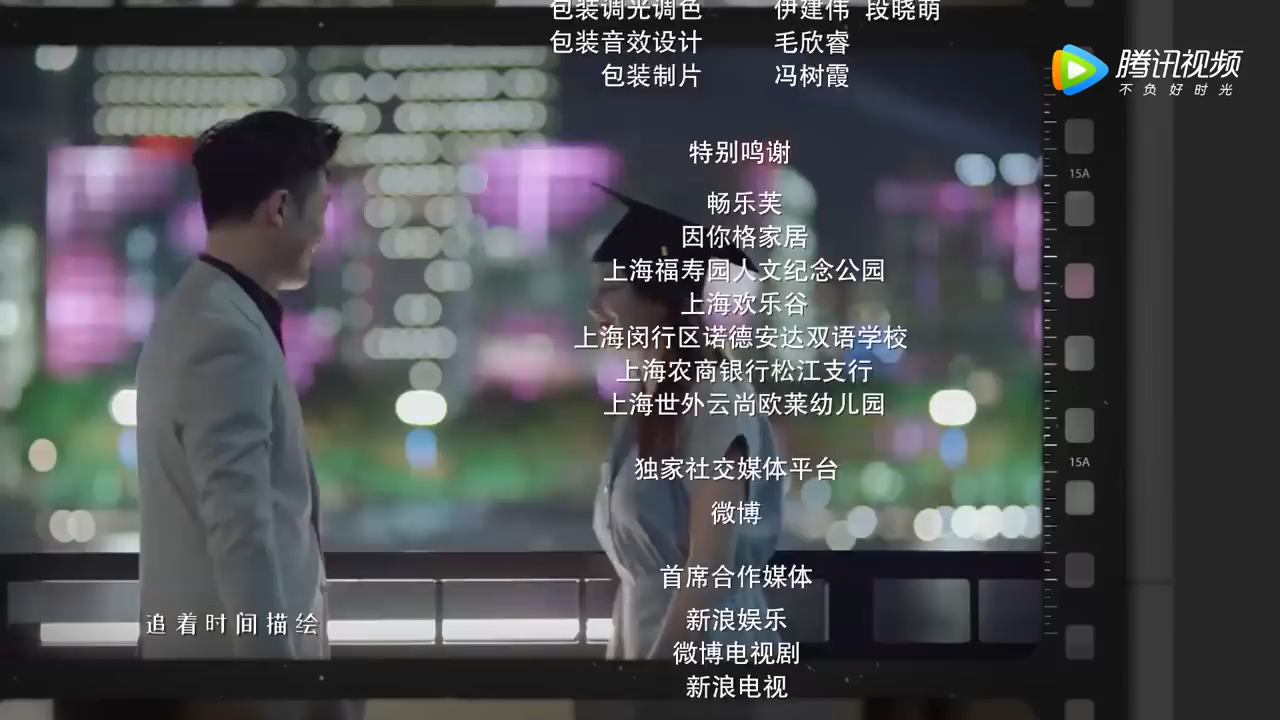 包装调光调色 伊建伟 段晓萌
包装音效设计 毛欣睿
包装制片 冯树霞
腾讯视频
不负好时光
特别鸣谢
畅乐芙
因你格家居
上海福寿园人文纪念公园
上海欢乐谷
上海闵行区诺德安达双语学校
上海农商银行松江支行
上海世外云尚欧莱幼儿园
独家社交媒体平台
微博
首席合作媒体
新浪娱乐
微博电视剧
新浪电视
追着时间描绘
15A
15A